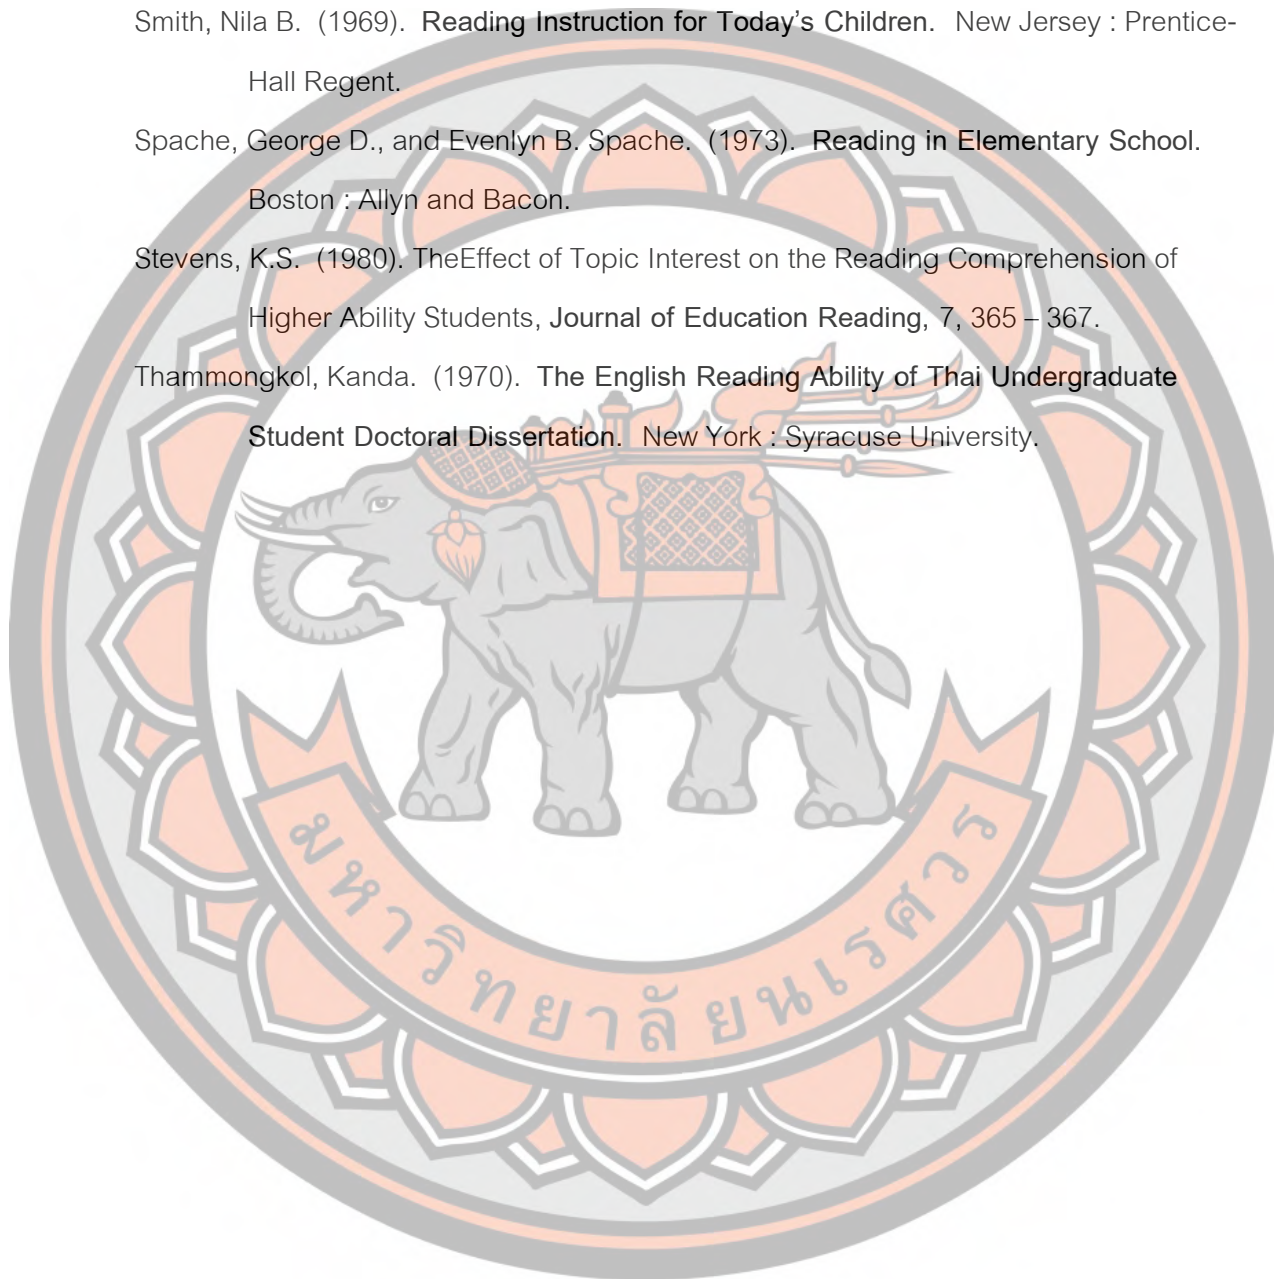 Smith, Nila B.  (1969).  Reading Instruction for Today’s Children.  New Jersey : Prentice-
Hall Regent.
Spache, George D., and Evenlyn B. Spache.  (1973).  Reading in Elementary School.
Boston : Allyn and Bacon.
Stevens, K.S.  (1980). TheEffect of Topic Interest on the Reading Comprehension of
Higher Ability Students, Journal of Education Reading, 7, 365 – 367.
Thammongkol, Kanda.  (1970).  The English Reading Ability of Thai Undergraduate
Student Doctoral Dissertation.  New York : Syracuse University.
มหาวิทยาลัยนเรศวร